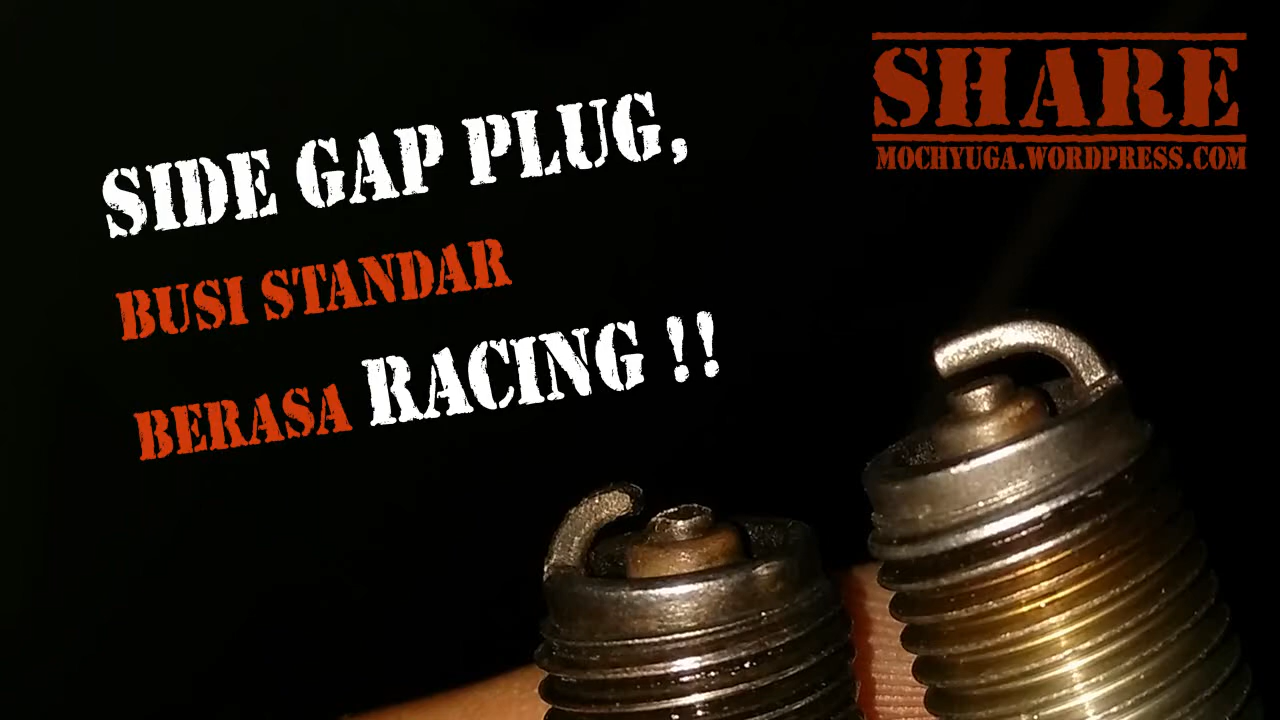 SHARE
MOCHYUGA.WORDPRESS.COM
SIDE GAP PLUG,
BUSI STANDAR
BERASA RACING !!